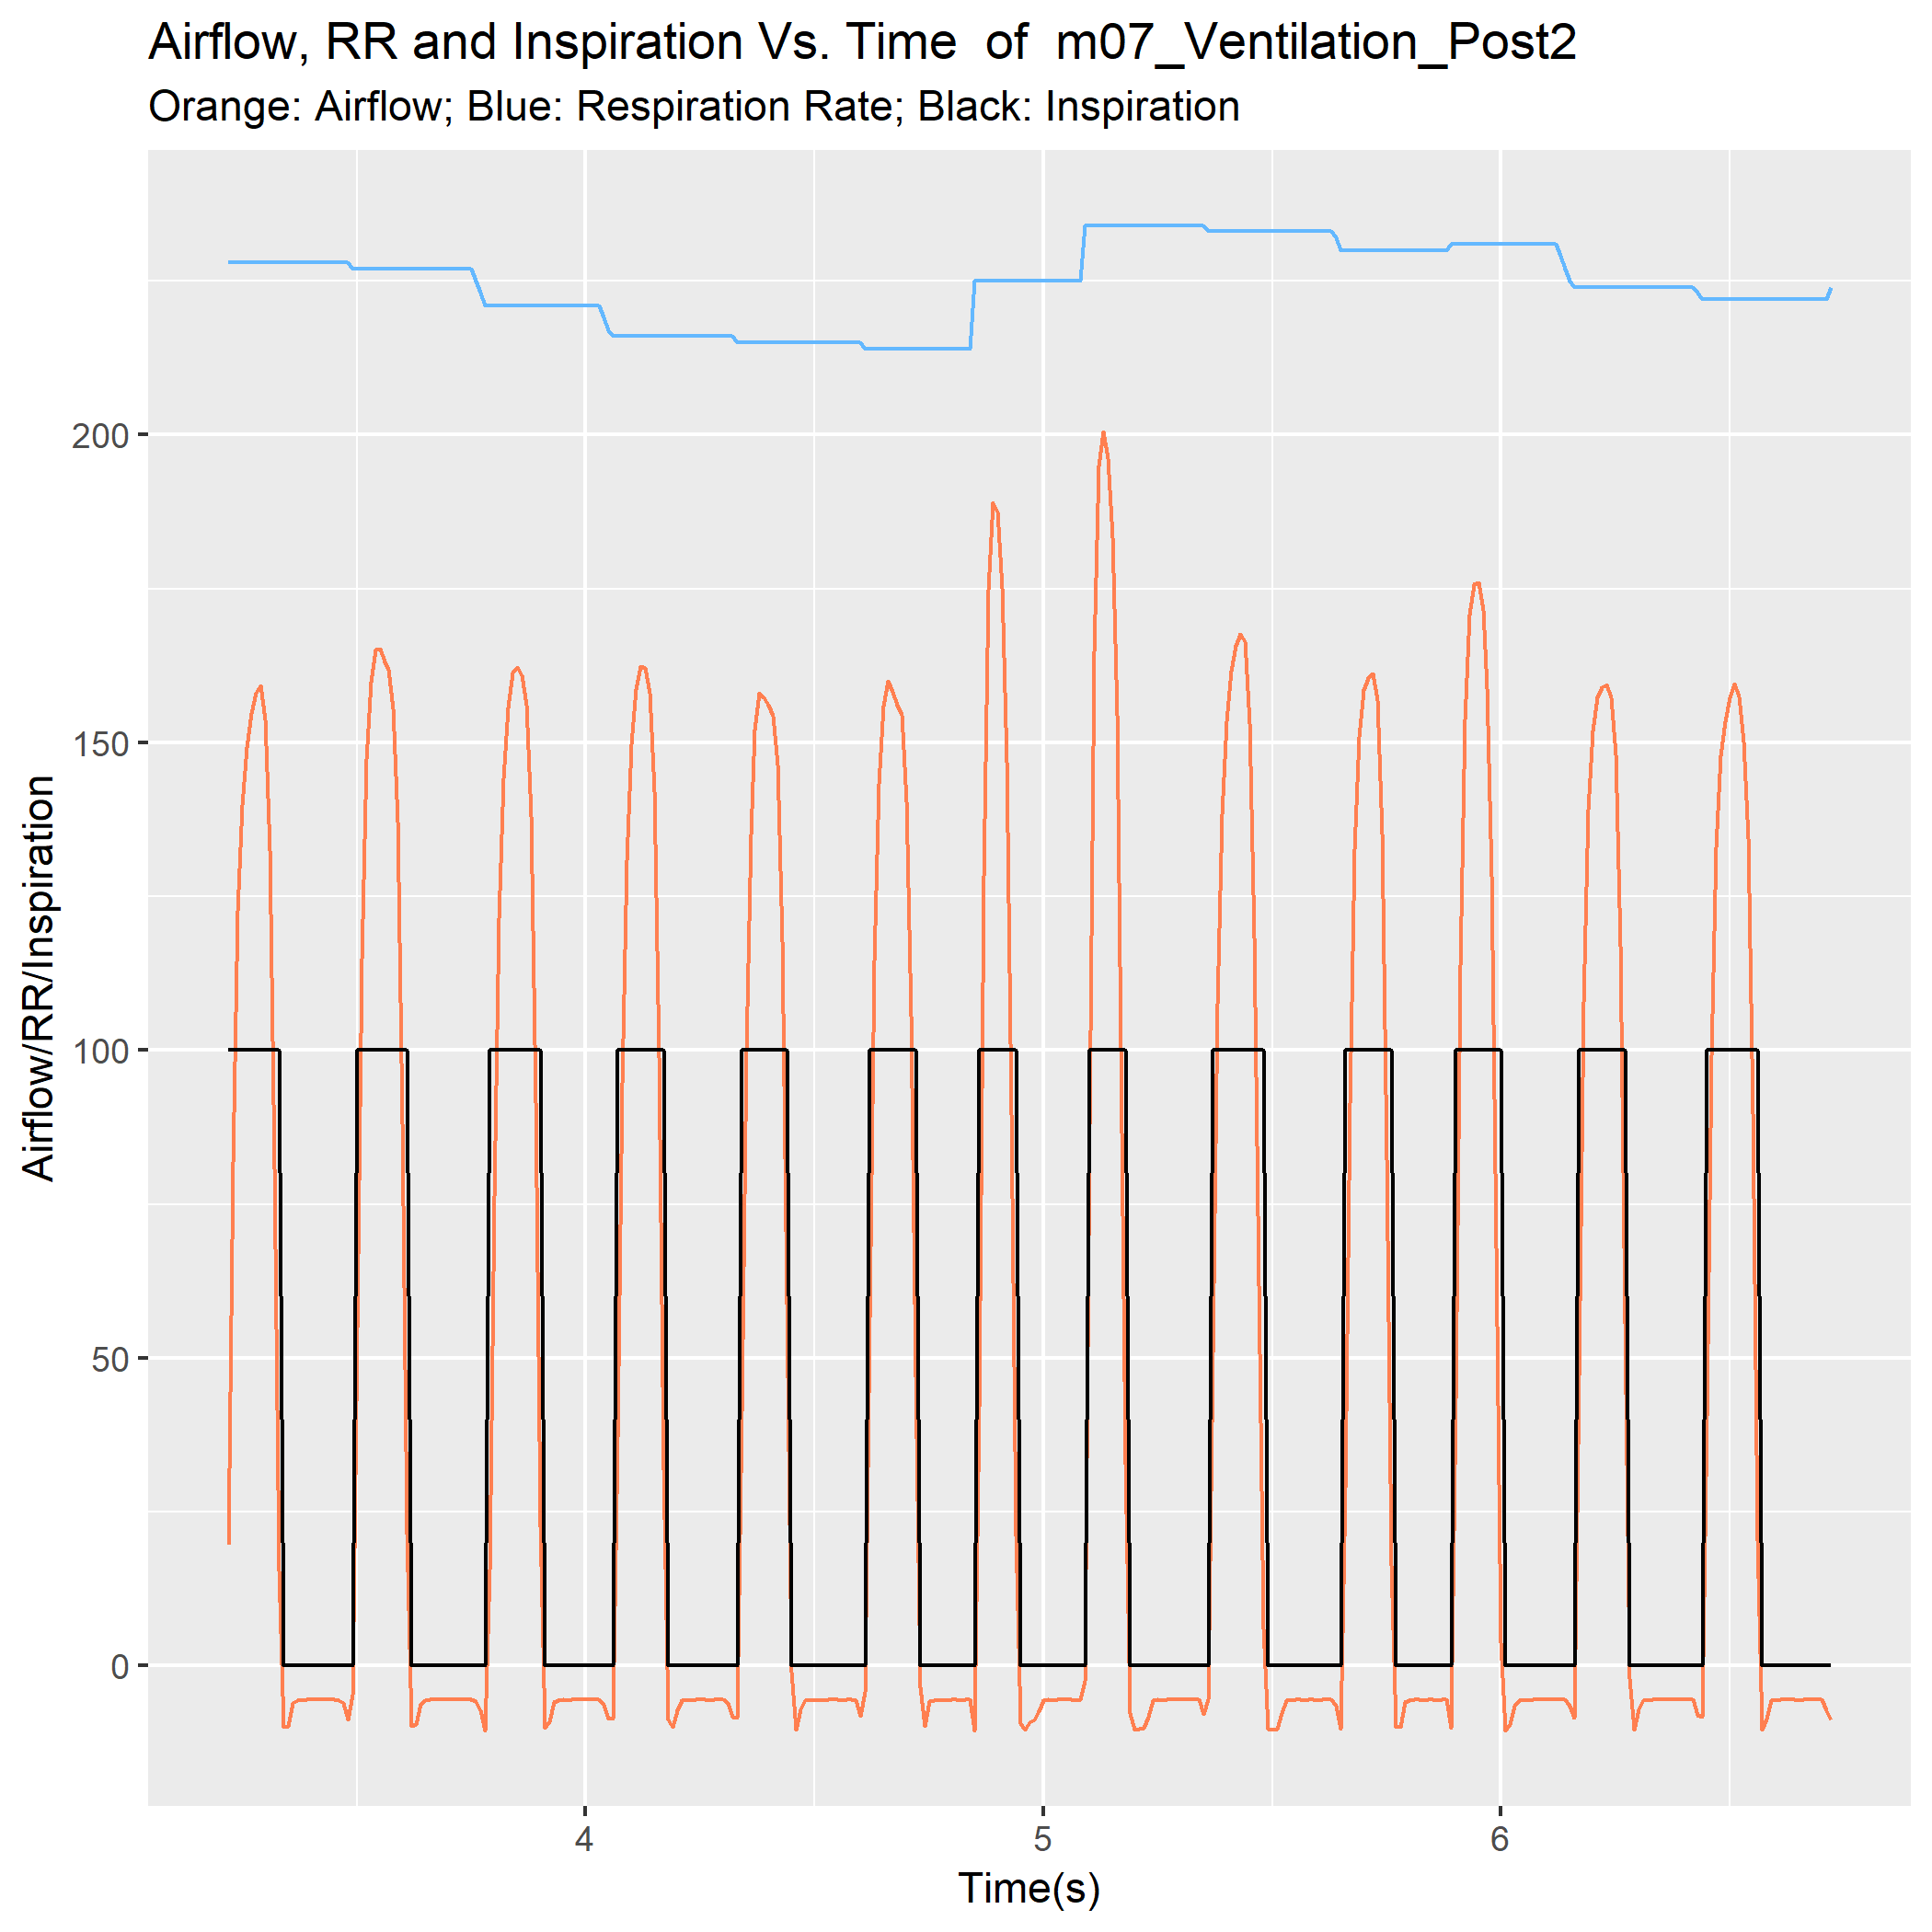 Airflow, RR and Inspiration Vs. Time  of  m07_Ventilation_Post2
Orange: Airflow; Blue: Respiration Rate; Black: Inspiration
Airflow/RR/Inspiration
200
150
100
50
0
4 5 6
Time(s)